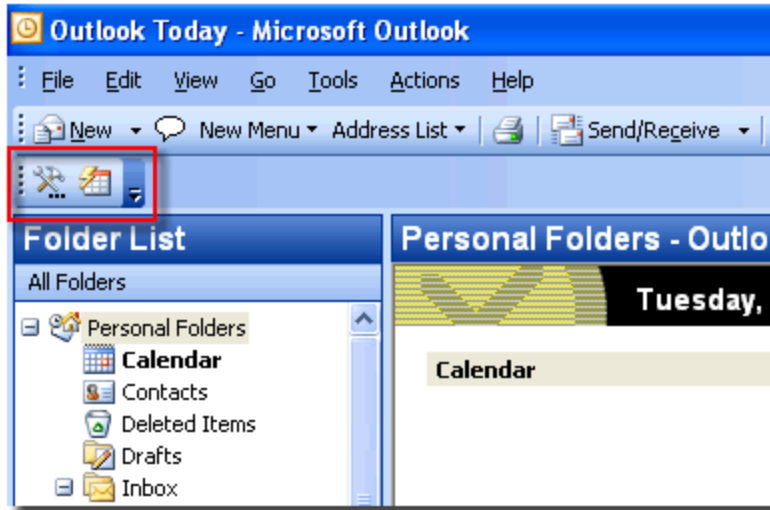 Outlook Today - Microsoft Outlook
File Edit View Go Tools Actions Help
New New Menu Address List Send/Receive
Folder List
Personal Folders - Outlo
All Folders
Tuesday,
Personal Folders
Calendar
Calendar
Contacts
Deleted Items
Drafts
Inbox